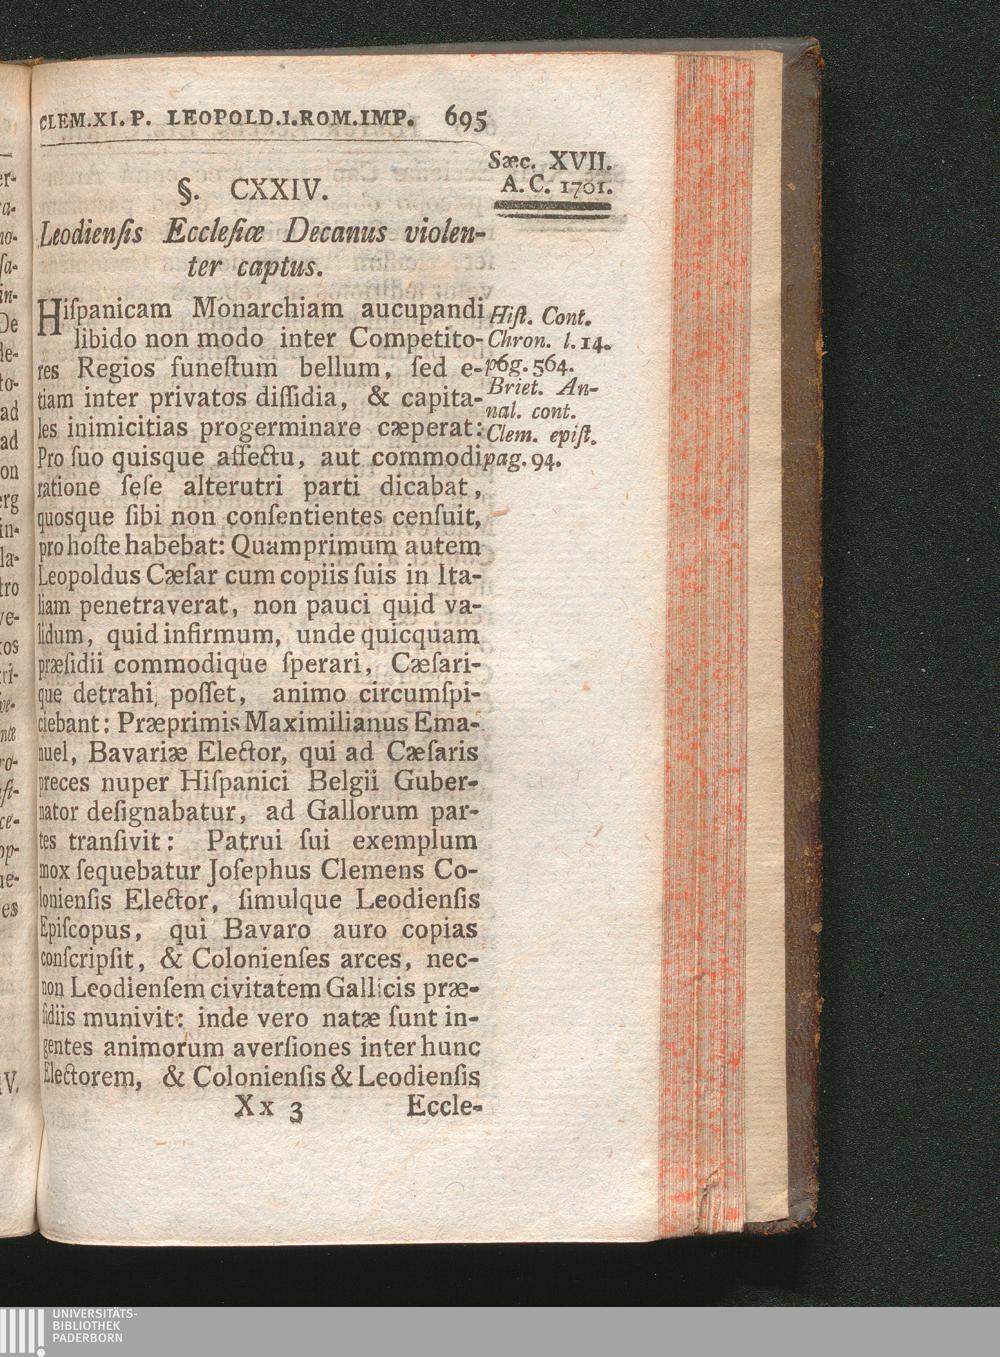 CLEM.XI. P. LEOPOLD.I.ROM.IMP. 695
Sæc. XVII.
A. C. 1701.
§. CXXIV.
Leodienſis Eccleſiæ Decanus violen-
ter captus.
Hiſpanicam Monarchiam aucupandi
libido non modo inter Competito-
res Regios funeſtum bellum, ſed e-
tiam inter privatos diſſidia, & capita-
les inimicitias progerminare cæperat:
Pro ſuo quisque affectu, aut commodi
ratione ſeſe alterutri parti dicabat,
quosque ſibi non conſentientes cenſuit,
pro hoſte habebat: Quamprimum autem
Leopoldus Cæſar cum copiis ſuis in Ita-
liam penetraverat, non pauci quid va-
lidum, quid infirmum, unde quicquam
præſidii commodique ſperari, Cæſari-
que detrahi poſſet, animo circumſpi-
ciebant: Præprimis Maximilianus Ema-
nuel, Bavariæ Elector, qui ad Cæſaris
preces nuper Hiſpanici Belgii Guber-
nator deſignabatur, ad Gallorum par-
tes tranſivit: Patrui ſui exemplum
mox ſequebatur Joſephus Clemens Co-
lonienſis Elector, ſimulque Leodienſis
Epiſcopus, qui Bavaro auro copias
conſcripſit, & Colonienſes arces, nec-
non Leodienſem civitatem Gallicis præ-
ſidiis munivit: inde vero natæ ſunt in-
gentes animorum averſiones inter hunc
Electorem, & Colonienſis & Leodienſis
Xx 3 Eccle-
Hiſt. Cont.
Chron. l. 14.
p6g. 564.
Briet. An-
nal. cont.
Clem. epiſt.
pag. 94.
UNIVERSITÄTS-
BIBLIOTHEK
PADERBORN